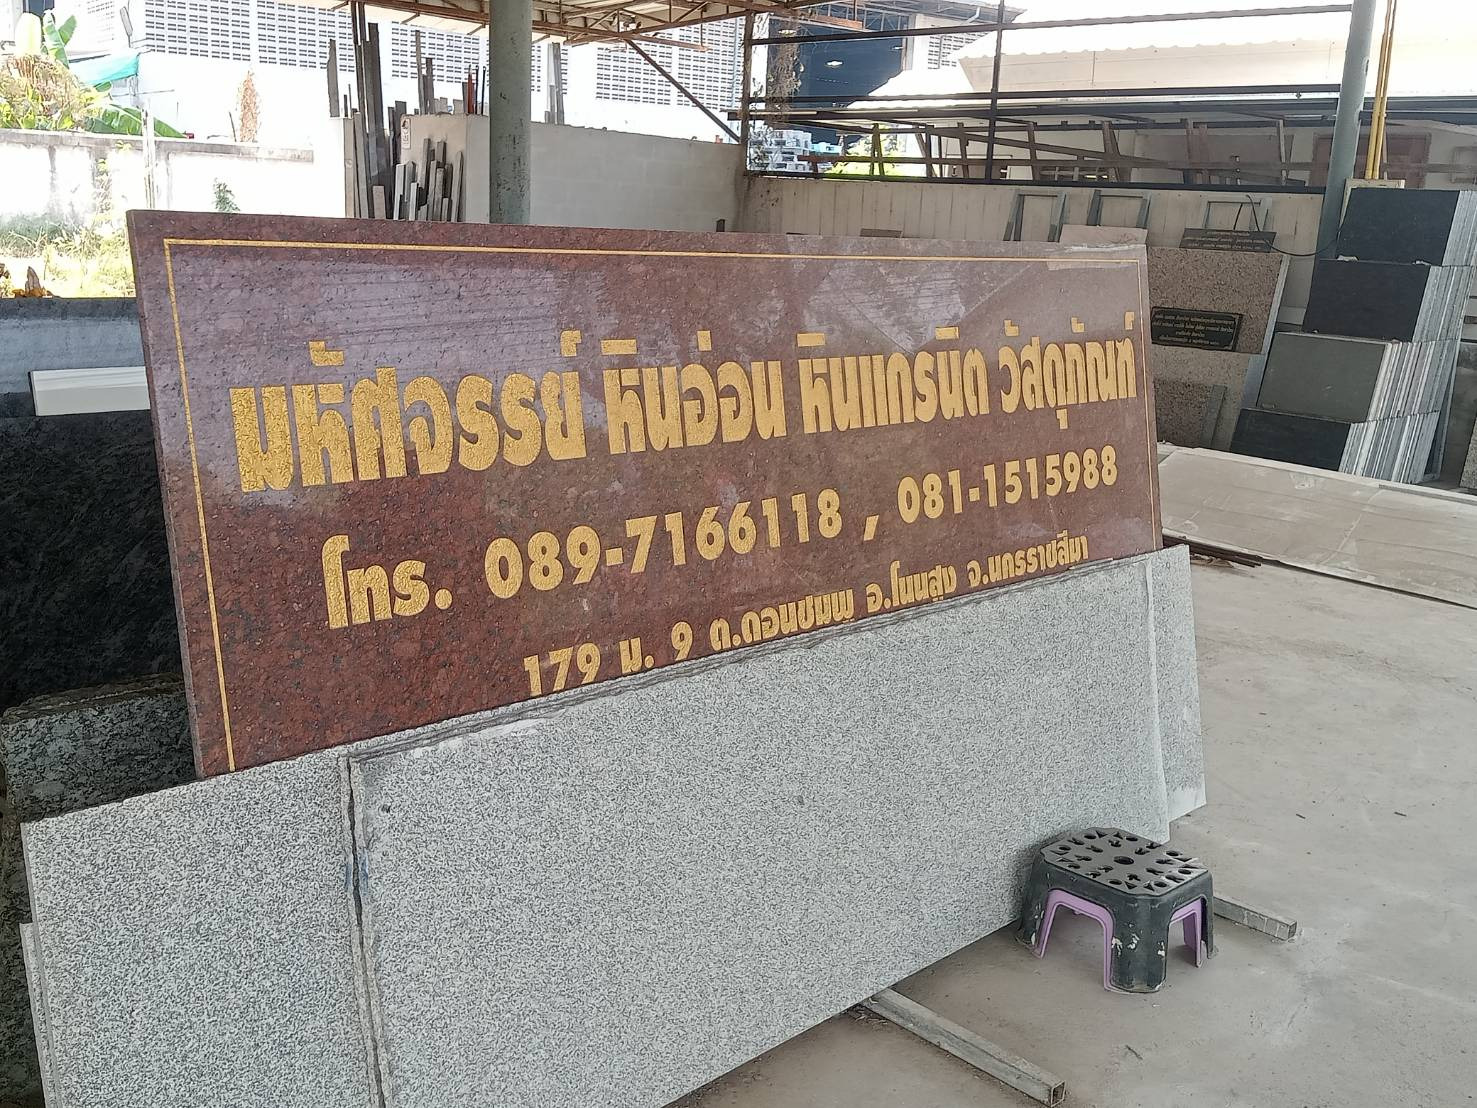 มหัศจรรย์ หินอ่อน หินแกรนิต วัสดุภัณฑ์
โทร. 089-7166118 , 081-1515988
179 ม. 9 ต.ดอนชมพู อ.โนนสูง จ.นครราชสีมา